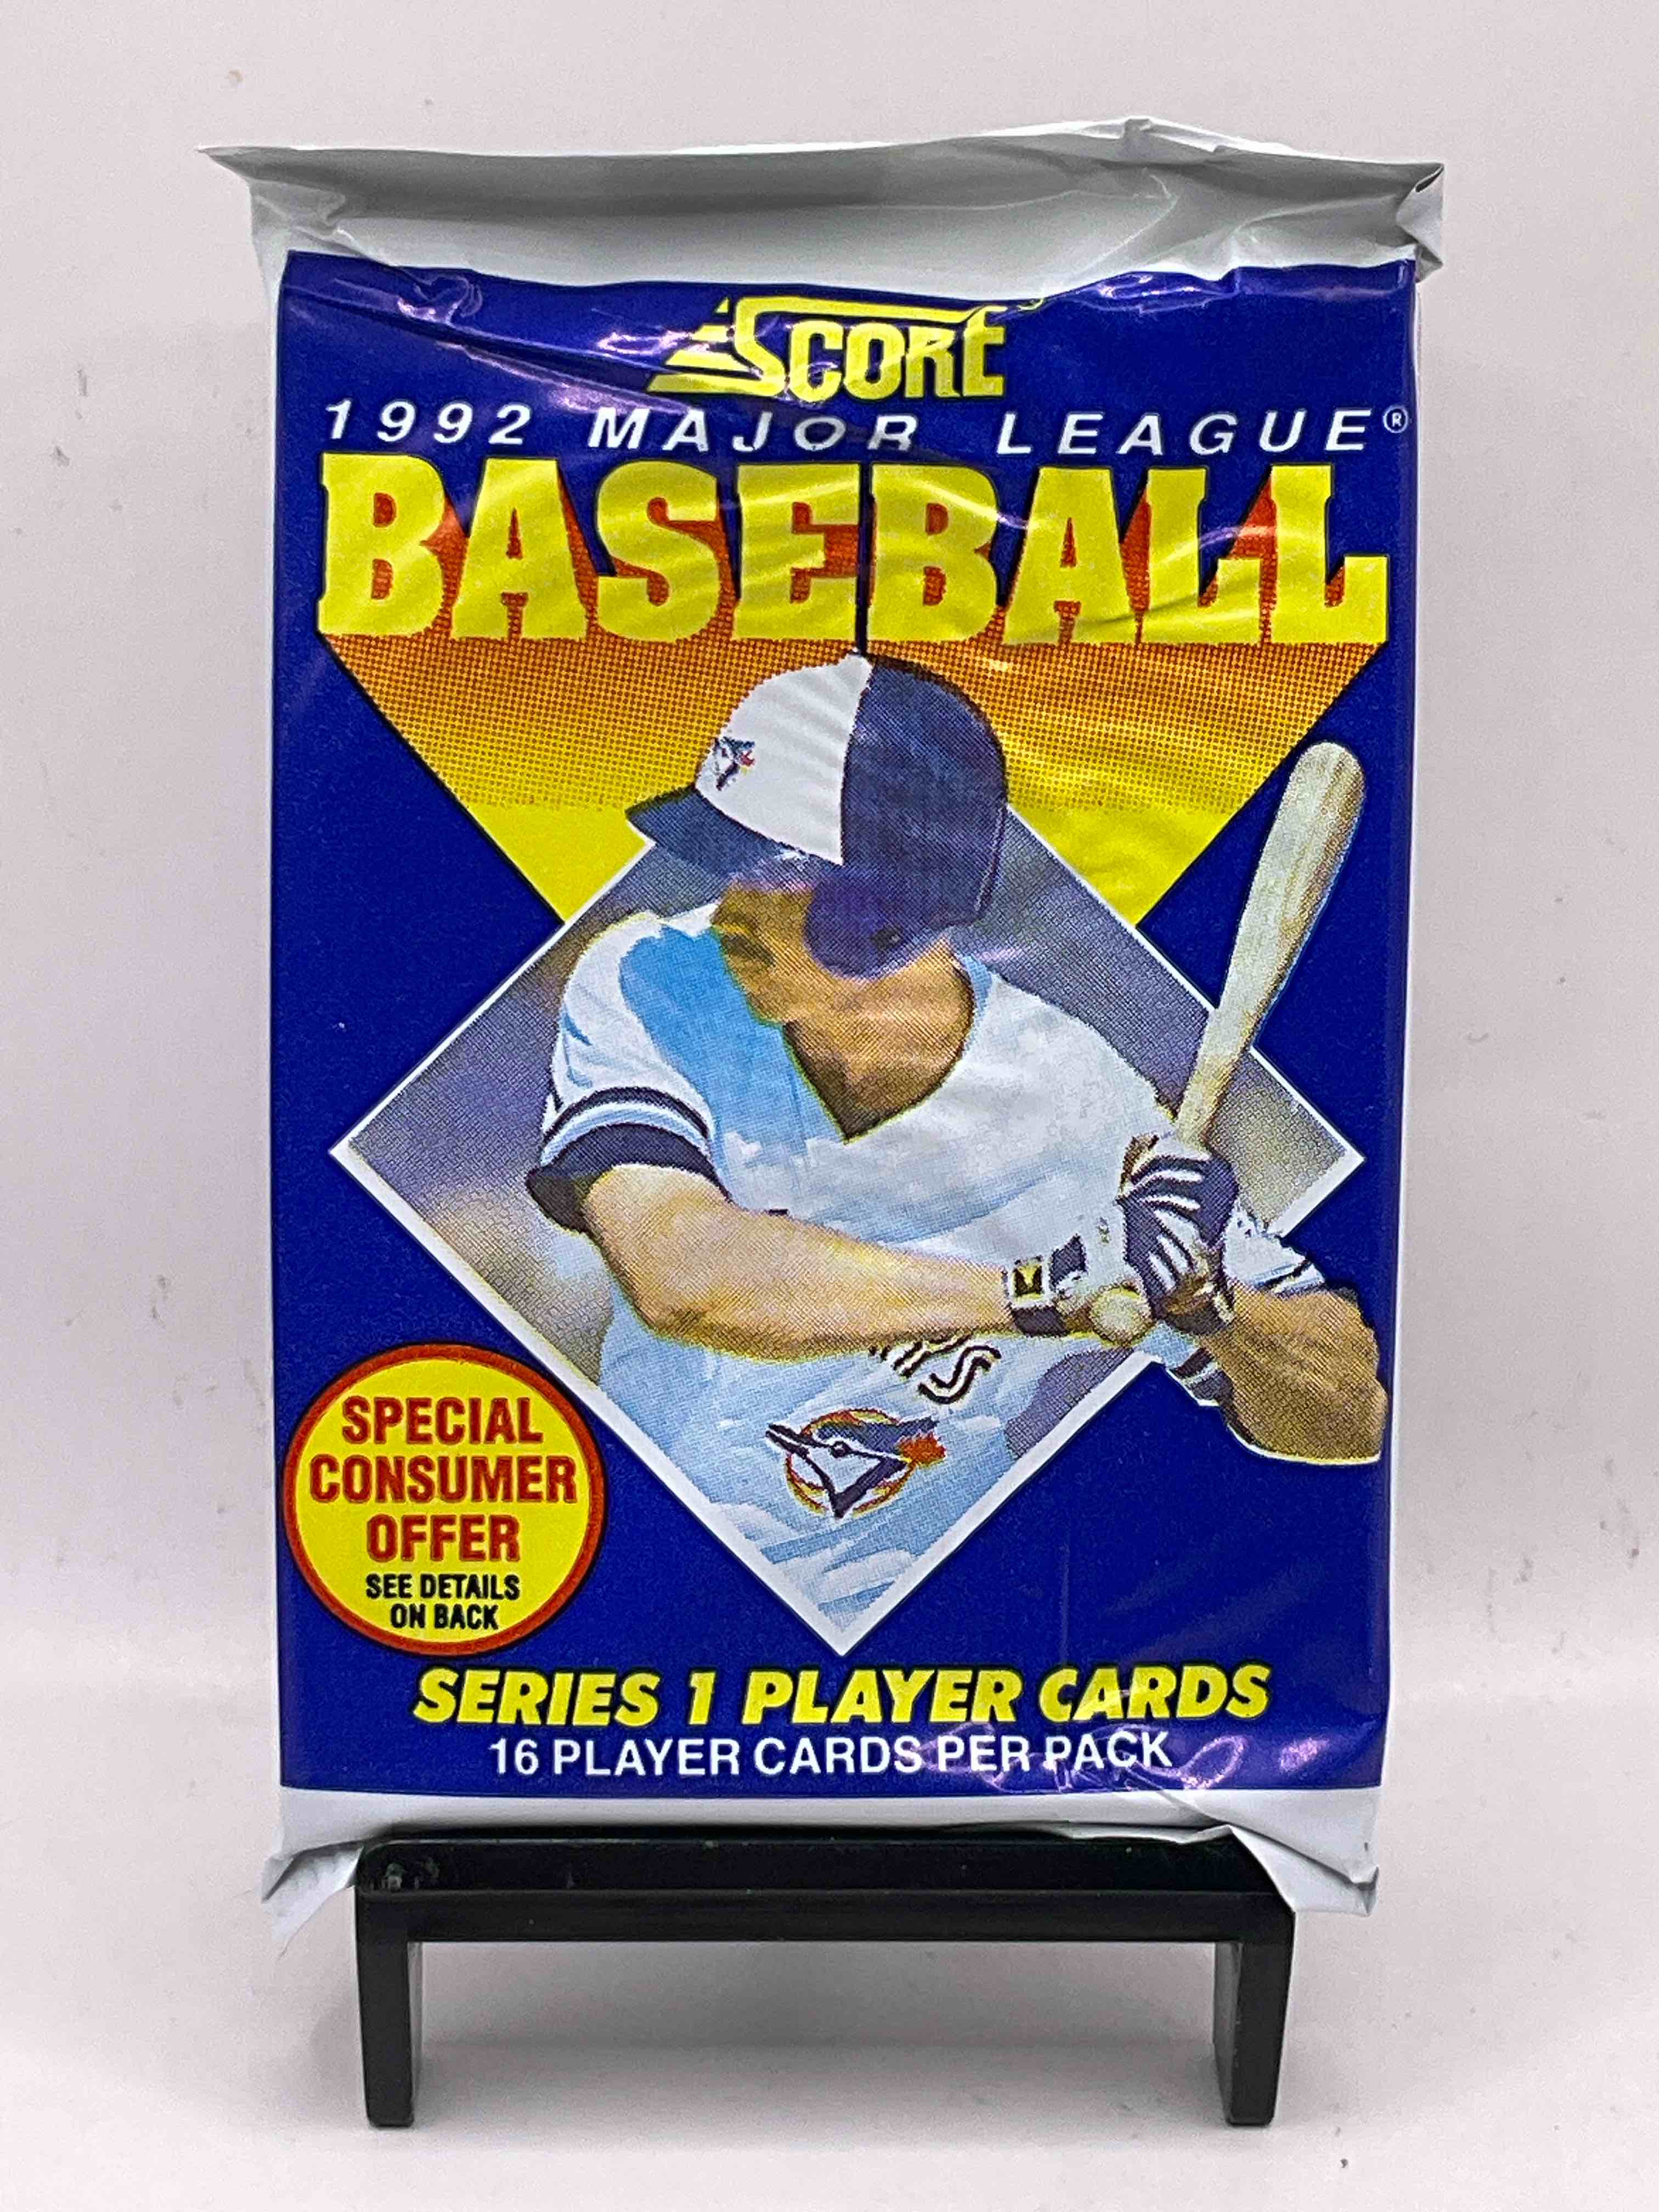 SCORE
1992 MAJOR LEAGUE®
BASEBALL
YS
SPECIAL
CONSUMER
OFFER
SEE DETAILS
ON BACK
SERIES 1 PLAYER CARDS
16 PLAYER CARDS PER PACK